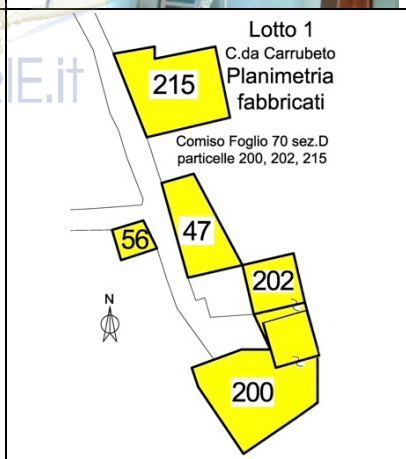 Lotto 1
C.da Carrubeto
Planimetria
fabbricati
Comiso Foglio 70 sez.D
particelle 200, 202, 215
215
47
56
202
N
200